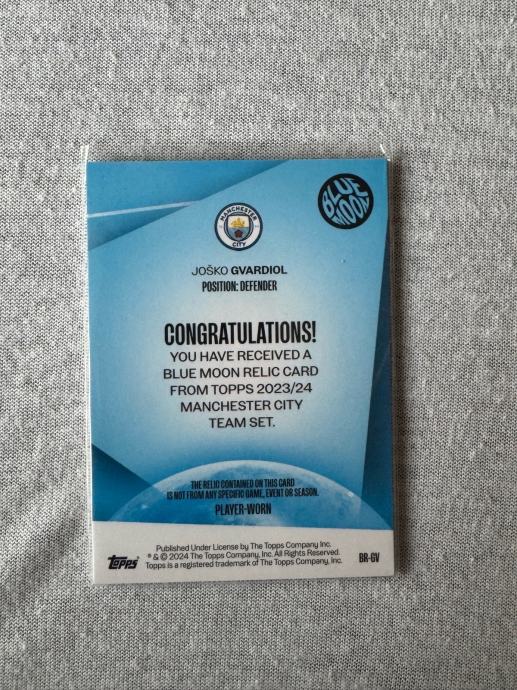 BLUE
MOON
MANCHESTER
CITY
JOŠKO GVARDIOL
POSITION: DEFENDER
CONGRATULATIONS!
YOU HAVE RECEIVED A
BLUE MOON RELIC CARD
FROM TOPPS 2023/24
MANCHESTER CITY
TEAM SET.
THE RELIC CONTAINED ON THIS CARD
IS NOT FROM ANY SPECIFIC GAME, EVENT OR SEASON.
PLAYER-WORN
Published Under License by The Topps Company, Inc.
® & © 2024 The Topps Company, Inc. All Rights Reserved.
Topps is a registered trademark of The Topps Company, Inc.
Topps
BR-GV